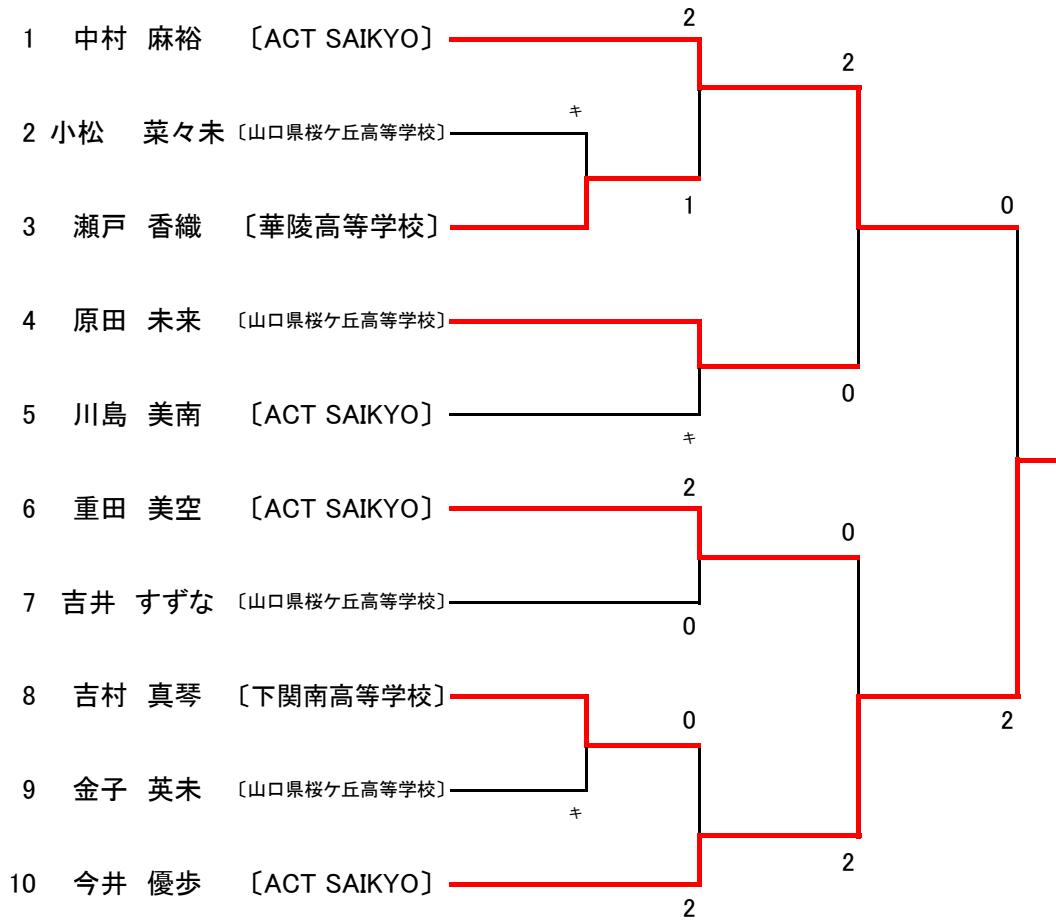 2
1 中村 麻裕 〔ACT SAIKYO〕
2
キ
2 小松 菜々未 〔山口県桜ケ丘高等学校〕
1
0
3 瀬戸 香織 〔華陵高等学校〕
4 原田 未来 〔山口県桜ケ丘高等学校〕
0
5 川島 美南 〔ACT SAIKYO〕
キ
2
6 重田 美空 〔ACT SAIKYO〕
0
7 吉井 すずな 〔山口県桜ケ丘高等学校〕
0
8 吉村 真琴 〔下関南高等学校〕
0
2
9 金子 英未 〔山口県桜ケ丘高等学校〕
キ
2
10 今井 優歩 〔ACT SAIKYO〕
2